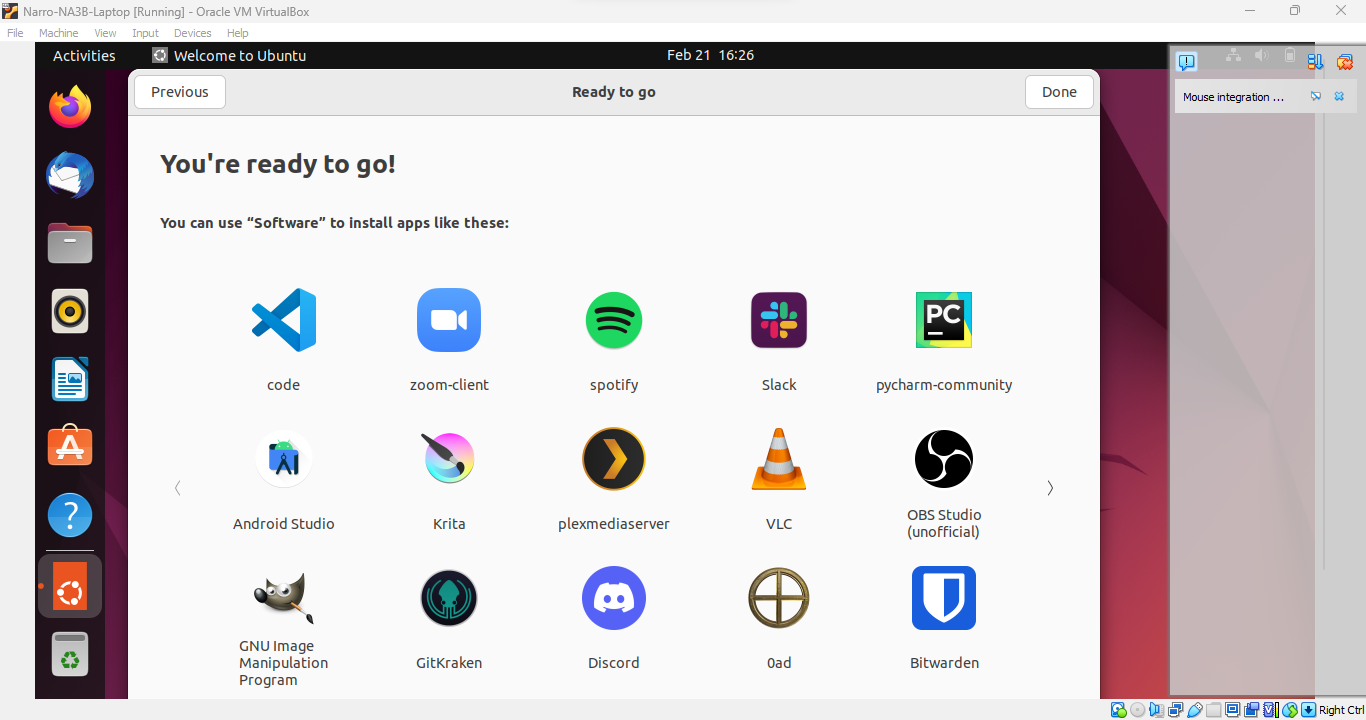 Narro-NA3B-Laptop [Running] - Oracle VM VirtualBox
File Machine View Input Devices Help
Activities Welcome to Ubuntu Feb 21 16:26
Previous Ready to go Done
Mouse integration ...
You're ready to go!
You can use “Software” to install apps like these:
PC
code zoom-client spotify Slack pycharm-community
Android Studio Krita plexmediaserver VLC OBS Studio
(unofficial)
GNU Image
Manipulation
Program
GitKraken Discord 0ad Bitwarden
Right Ctrl